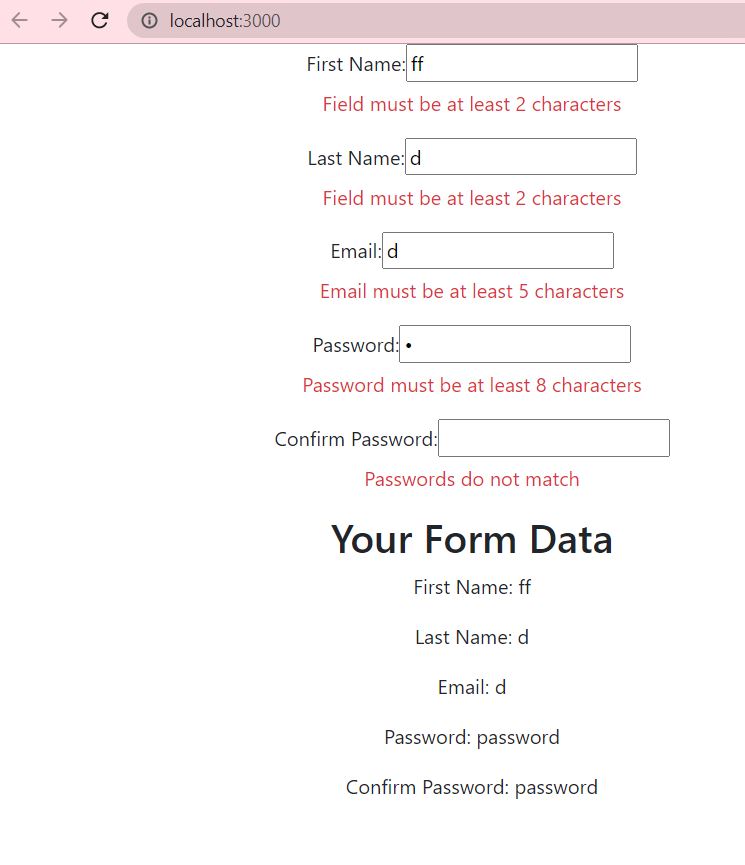 localhost:3000
First Name: ff
Field must be at least 2 characters
Last Name: d
Field must be at least 2 characters
Email: d
Email must be at least 5 characters
Password: •
Password must be at least 8 characters
Confirm Password:
Passwords do not match
Your Form Data
First Name: ff
Last Name: d
Email: d
Password: password
Confirm Password: password